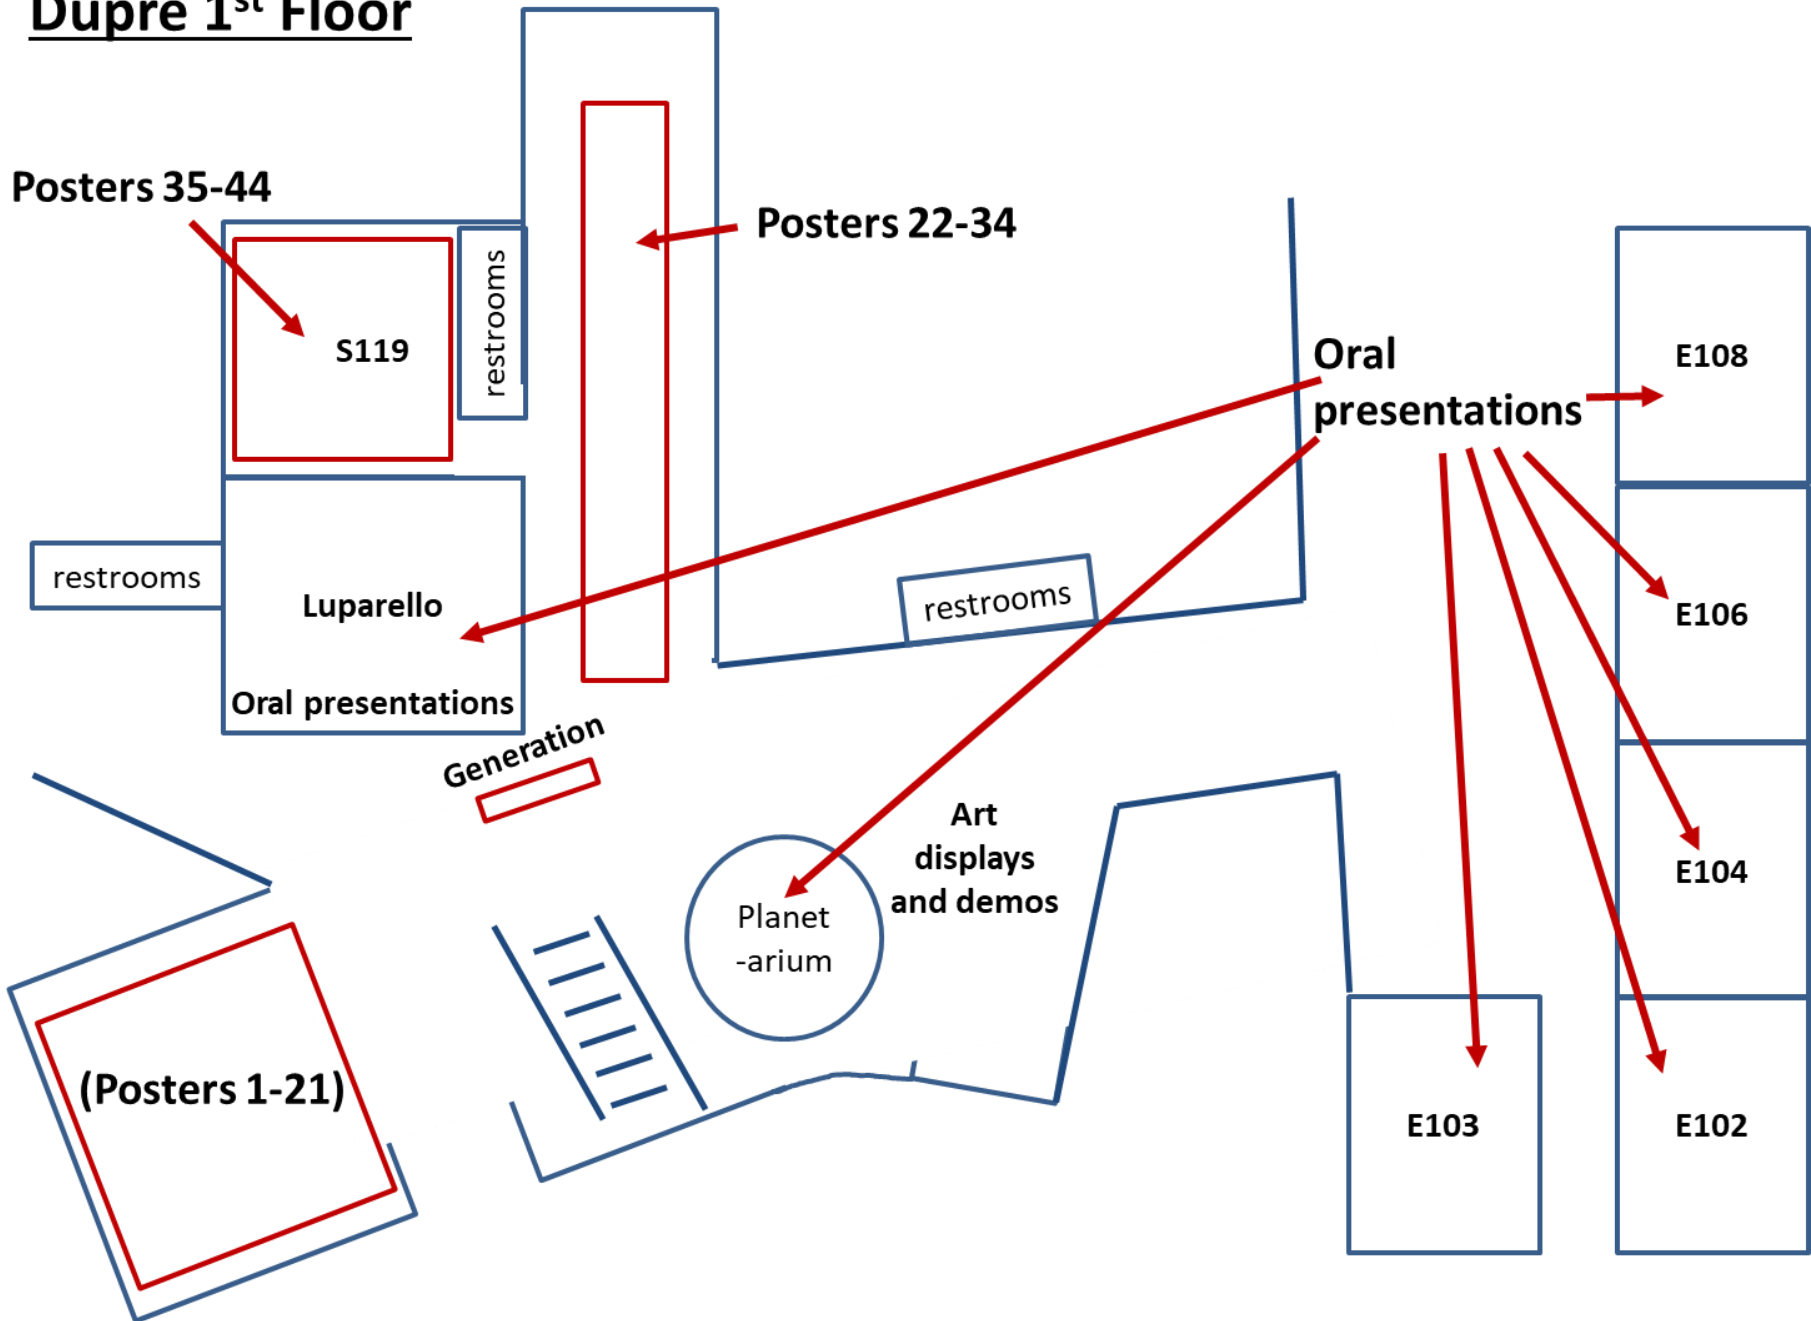 Dupre 1st Floor
Posters 35-44
Posters 22-34
restrooms
S119
Oral
presentations
E108
restrooms
Luparello
Oral presentations
restrooms
E106
Generation
Art
displays
and demos
E104
Planet
-arium
(Posters 1-21)
E103
E102